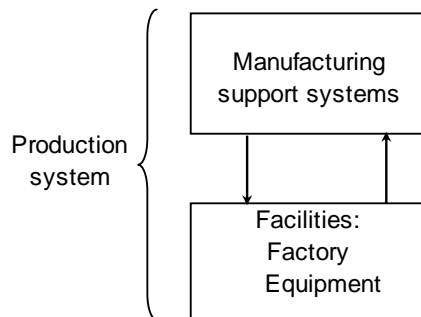 Manufacturing
support systems
Production
system
Facilities:
Factory
Equipment